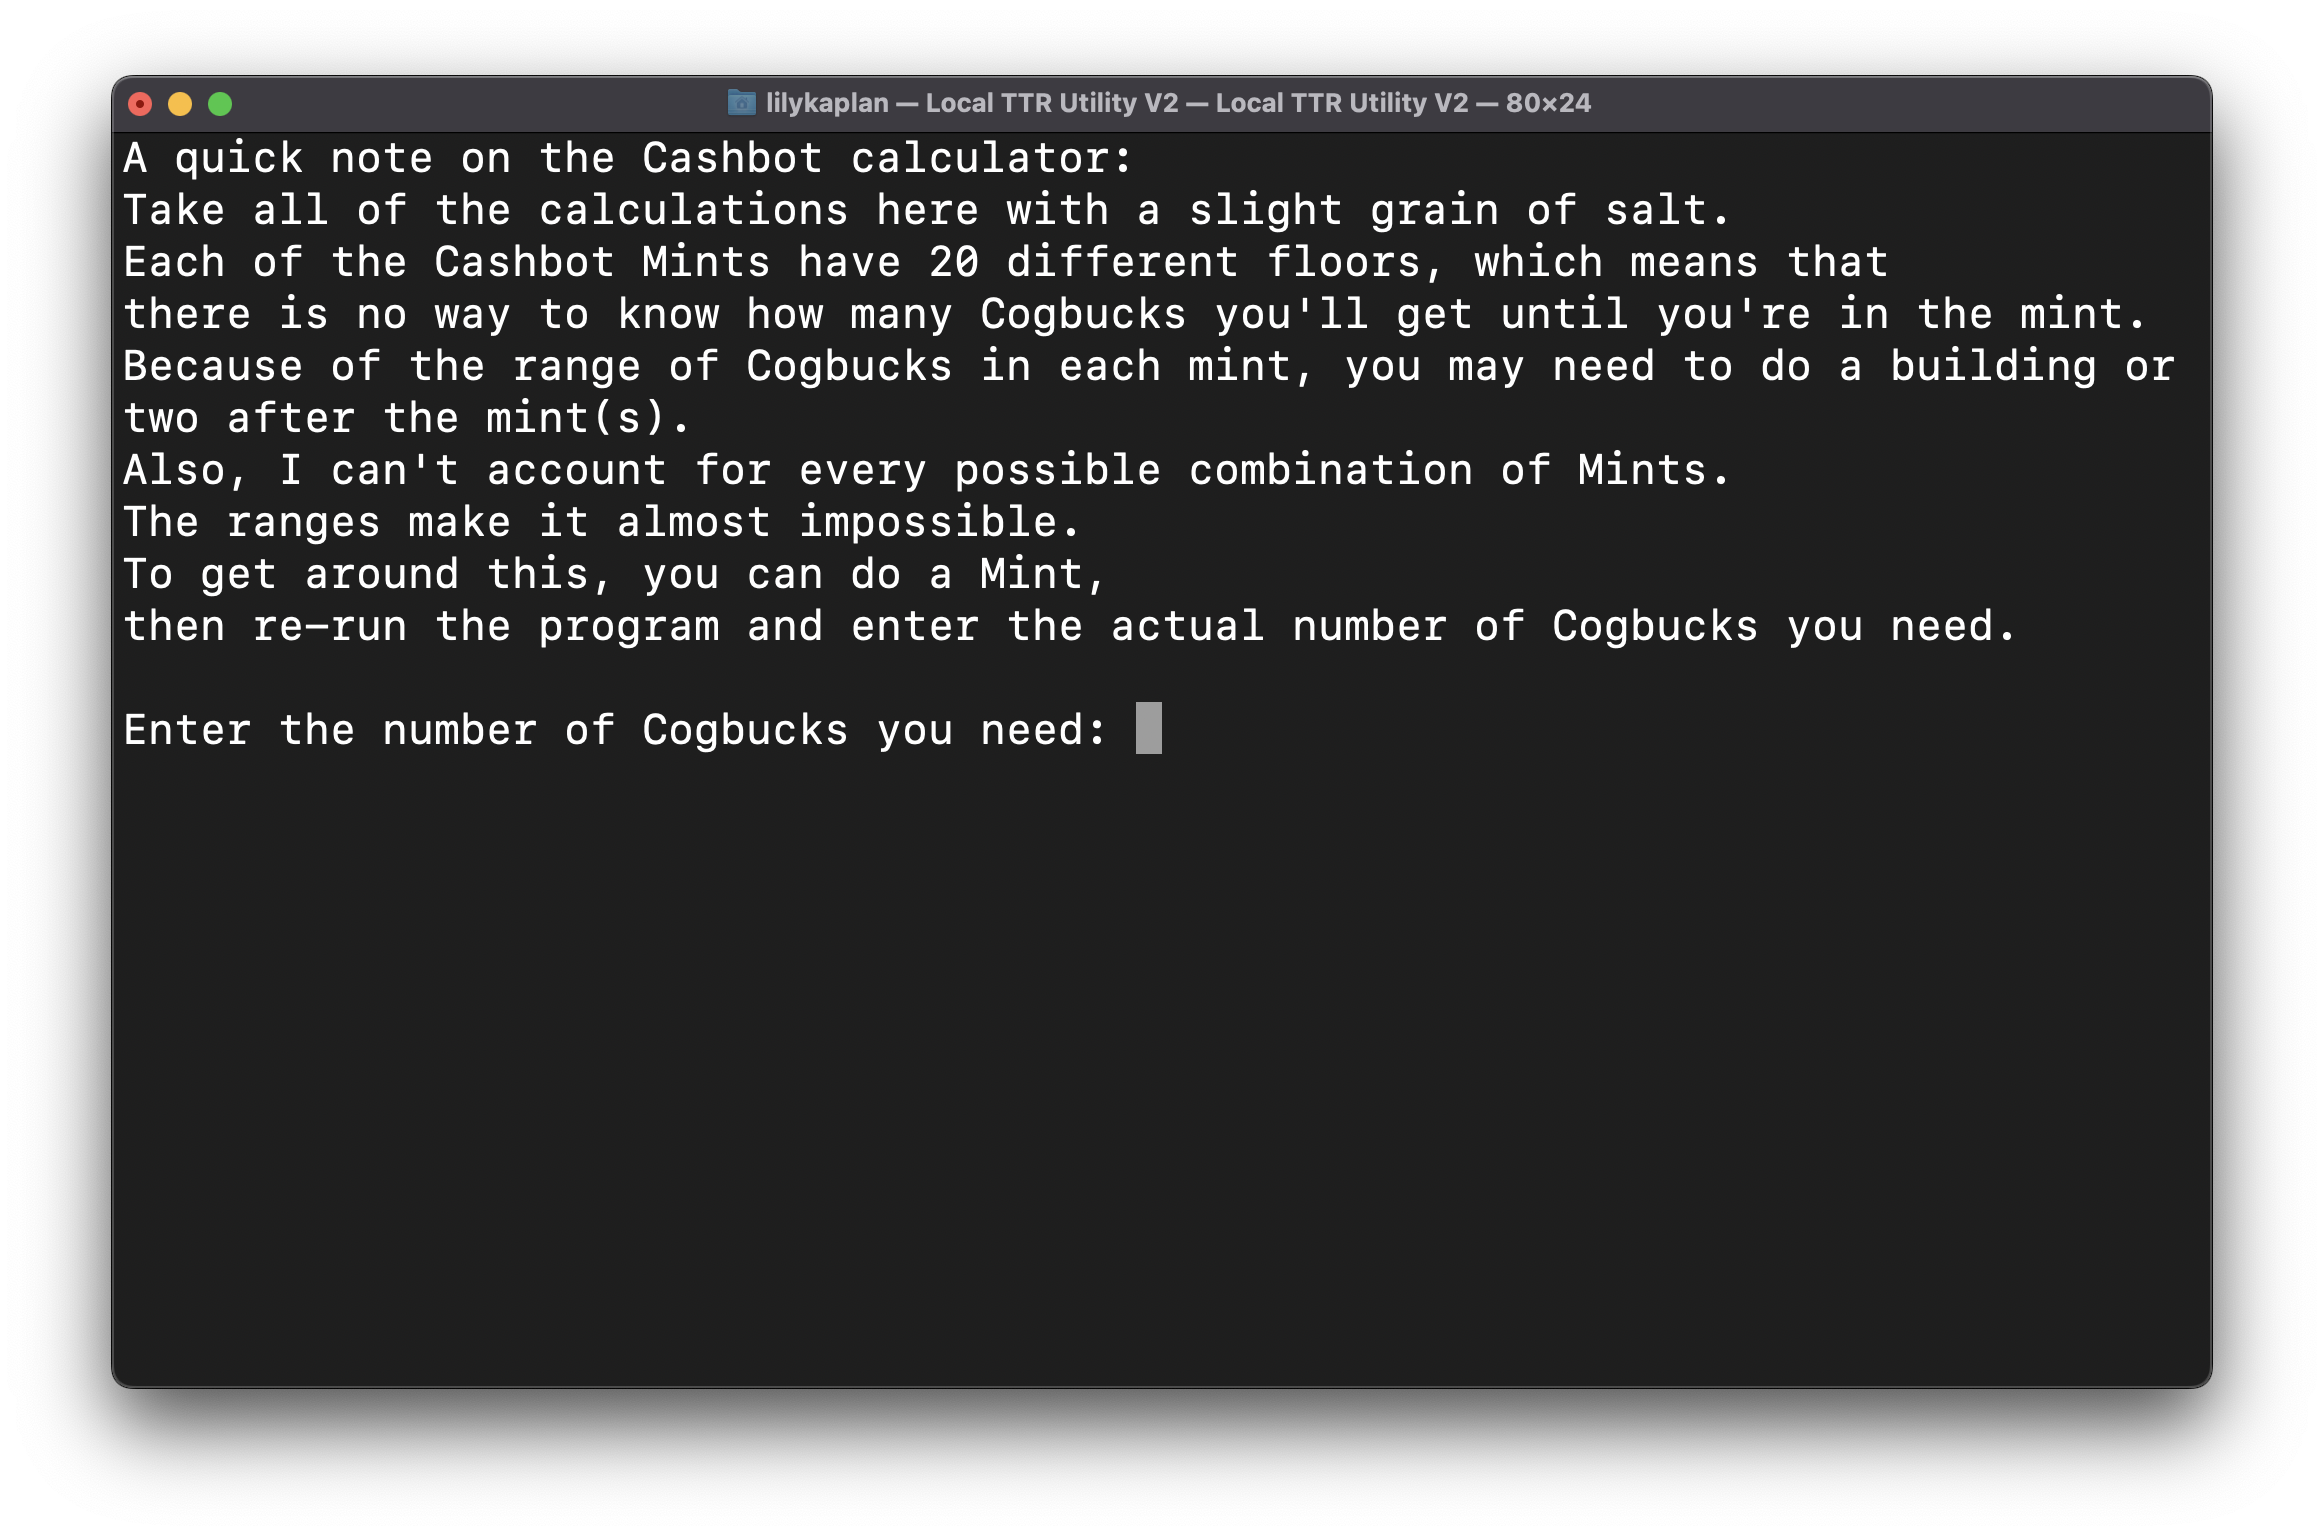 lilykaplan — Local TTR Utility V2 — Local TTR Utility V2 — 80×24
A quick note on the Cashbot calculator:
Take all of the calculations here with a slight grain of salt.
Each of the Cashbot Mints have 20 different floors, which means that
there is no way to know how many Cogbucks you'll get until you're in the mint.
Because of the range of Cogbucks in each mint, you may need to do a building or
two after the mint(s).
Also, I can't account for every possible combination of Mints.
The ranges make it almost impossible.
To get around this, you can do a Mint,
then re-run the program and enter the actual number of Cogbucks you need.
Enter the number of Cogbucks you need: